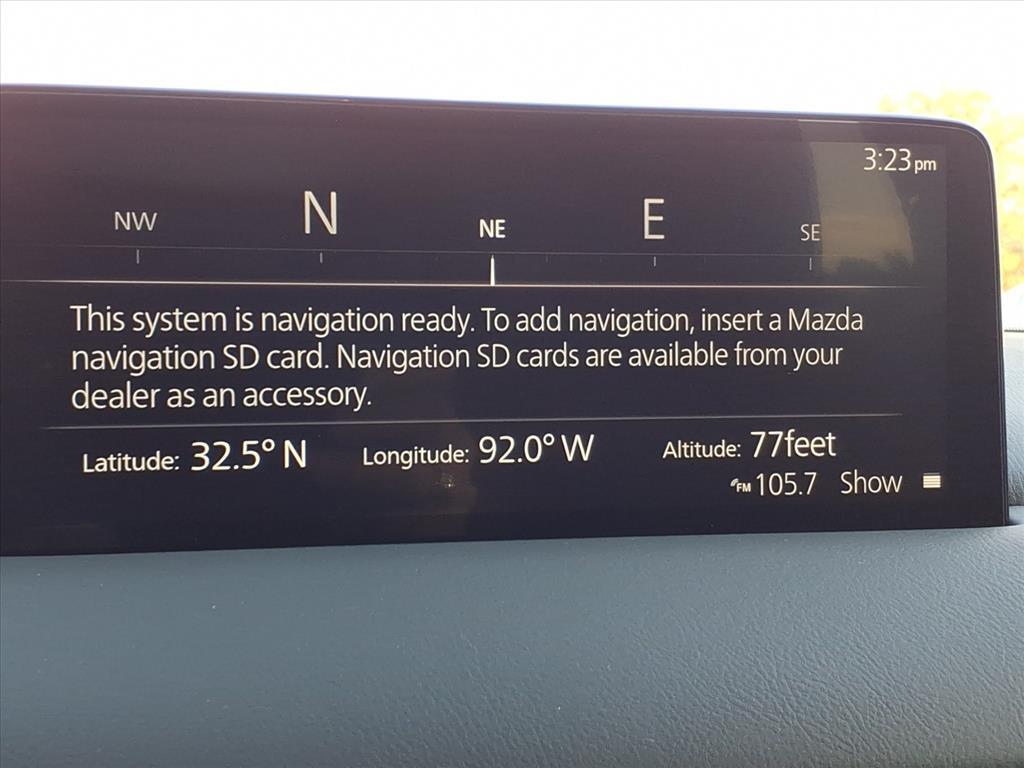 3:23 pm
NW N NE E SE
This system is navigation ready. To add navigation, insert a Mazda
navigation SD card. Navigation SD cards are available from your
dealer as an accessory.
Latitude: 32.5° N Longitude: 92.0° W Altitude: 77feet
FM 105.7 Show